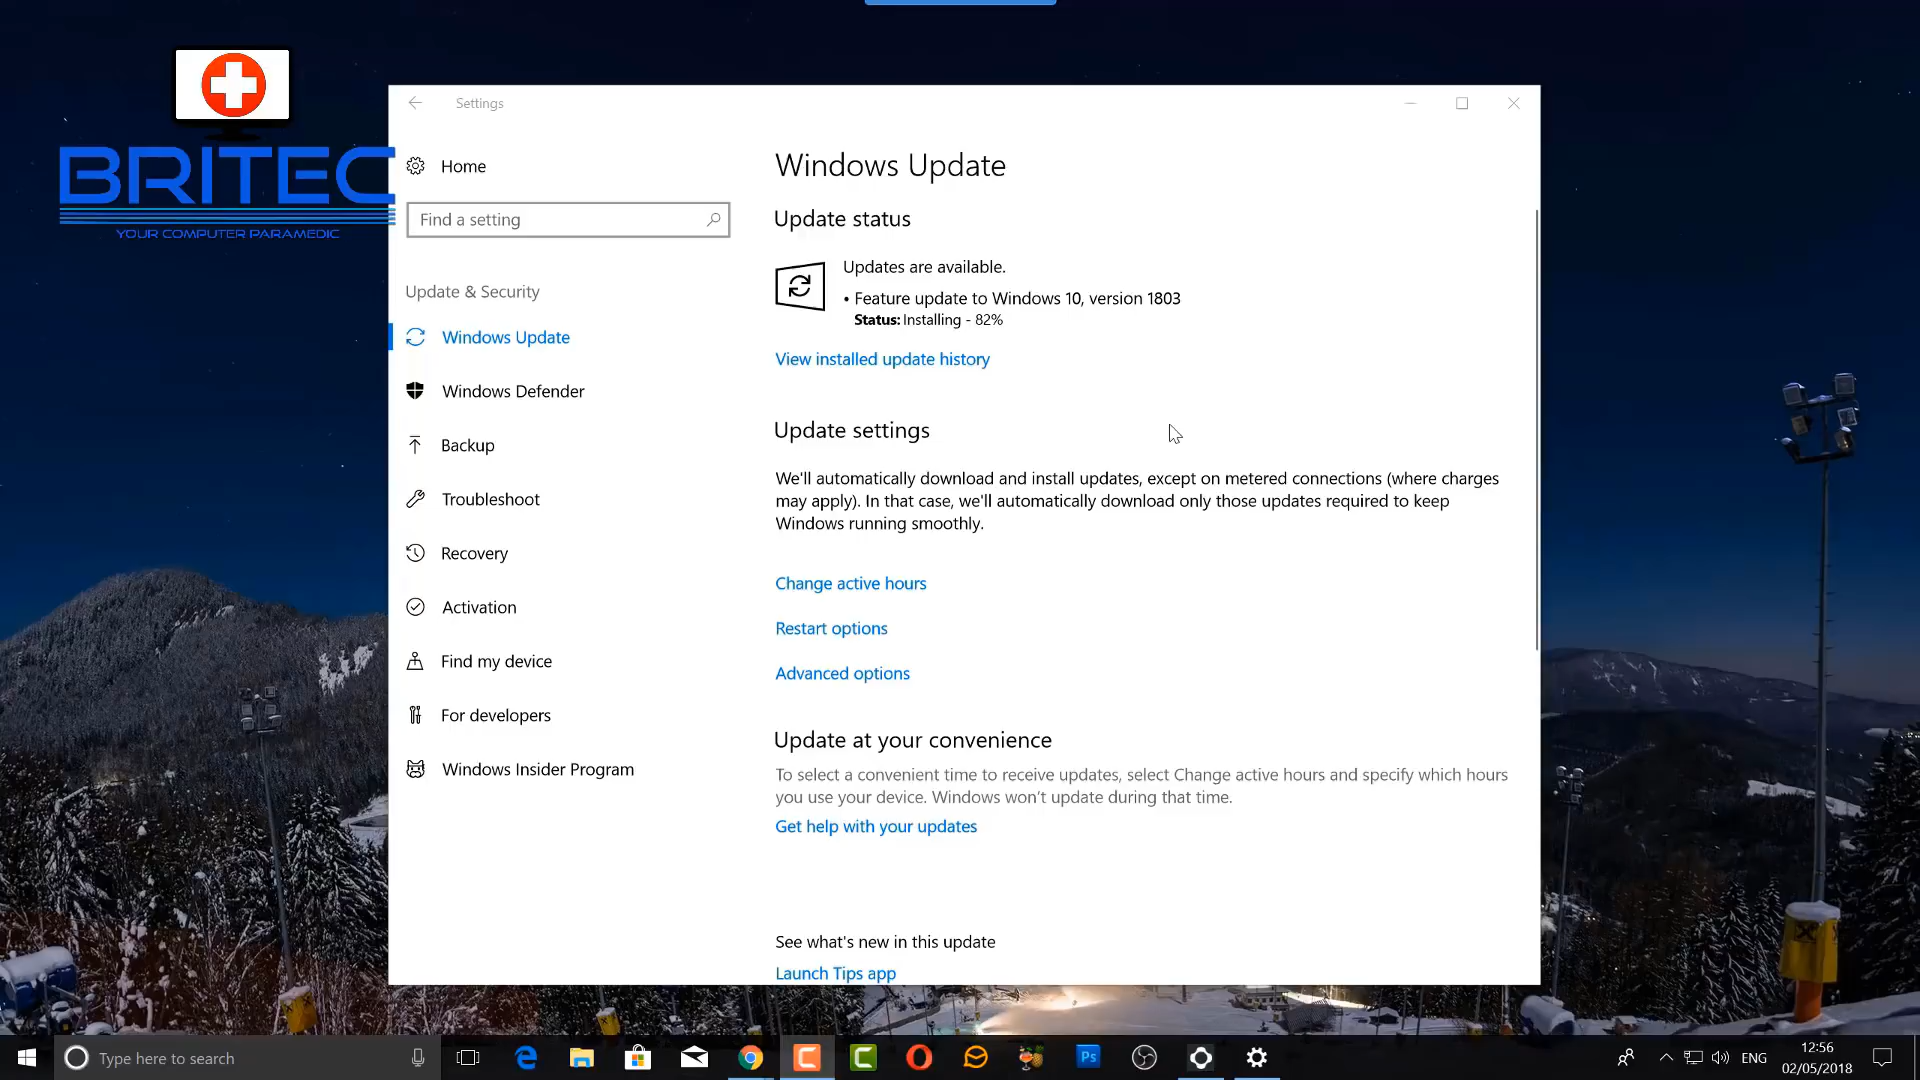 BRITEC
YOUR COMPUTER PARAMEDIC
Settings
Home
Find a setting
Update & Security
Windows Update
Windows Defender
Backup
Troubleshoot
Recovery
Activation
Find my device
For developers
Windows Insider Program
Windows Update
Update status
Updates are available.
• Feature update to Windows 10, version 1803
Status: Installing - 82%
View installed update history
Update settings
We'll automatically download and install updates, except on metered connections (where charges
may apply). In that case, we'll automatically download only those updates required to keep
Windows running smoothly.
Change active hours
Restart options
Advanced options
Update at your convenience
To select a convenient time to receive updates, select Change active hours and specify which hours
you use your device. Windows won't update during that time.
Get help with your updates
See what's new in this update
Launch Tips app
Type here to search
Ps
ENG
12:56
02/05/2018